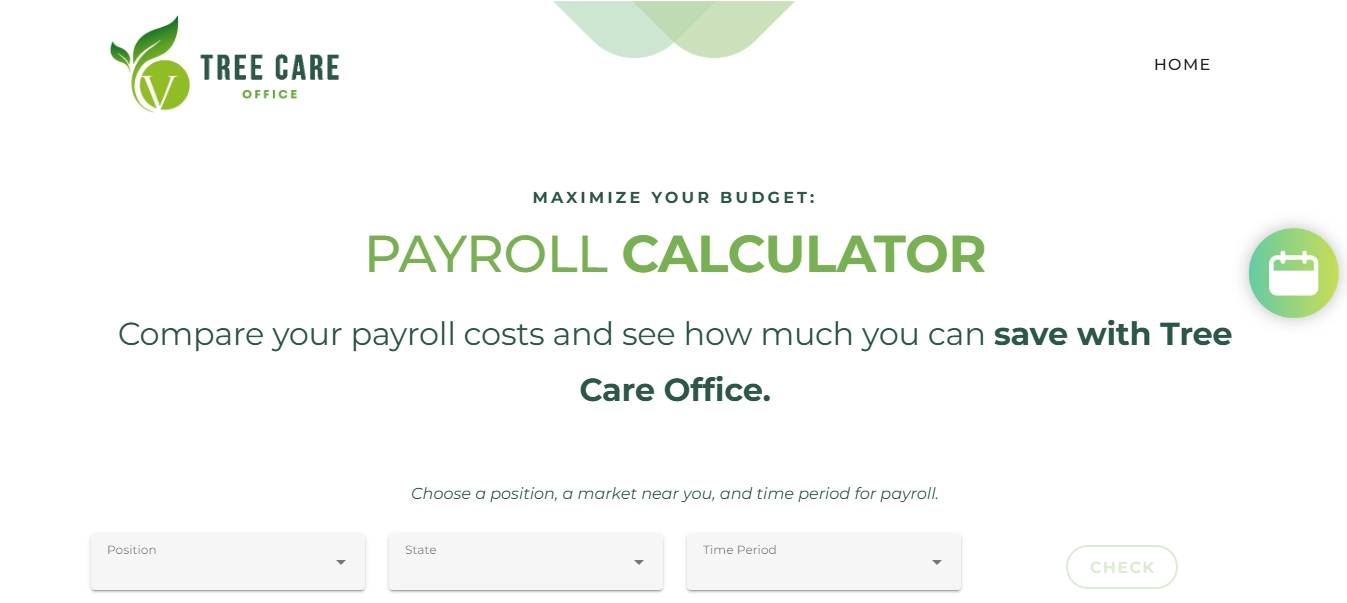 V
TREE CARE
OFFICE
HOME
MAXIMIZE YOUR BUDGET:
PAYROLL CALCULATOR
Compare your payroll costs and see how much you can save with Tree
Care Office.
Choose a position, a market near you, and time period for payroll.
Position
State
Time Period
CHECK